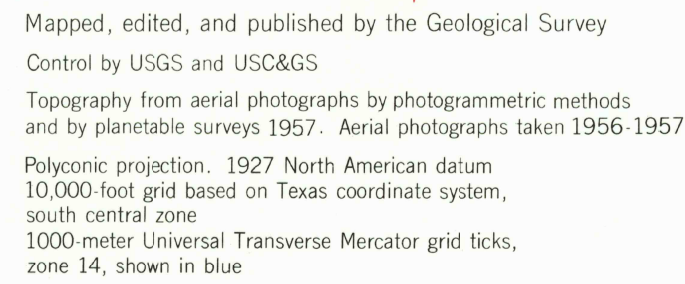 Mapped, edited, and published by the Geological Survey
Control by USGS and USC&GS
Topography from aerial photographs by photogrammetric methods
and by planetable surveys 1957. Aerial photographs taken 1956-1957
Polyconic projection. 1927 North American datum
10,000-foot grid based on Texas coordinate system,
south central zone
1000-meter Universal Transverse Mercator grid ticks,
zone 14, shown in blue